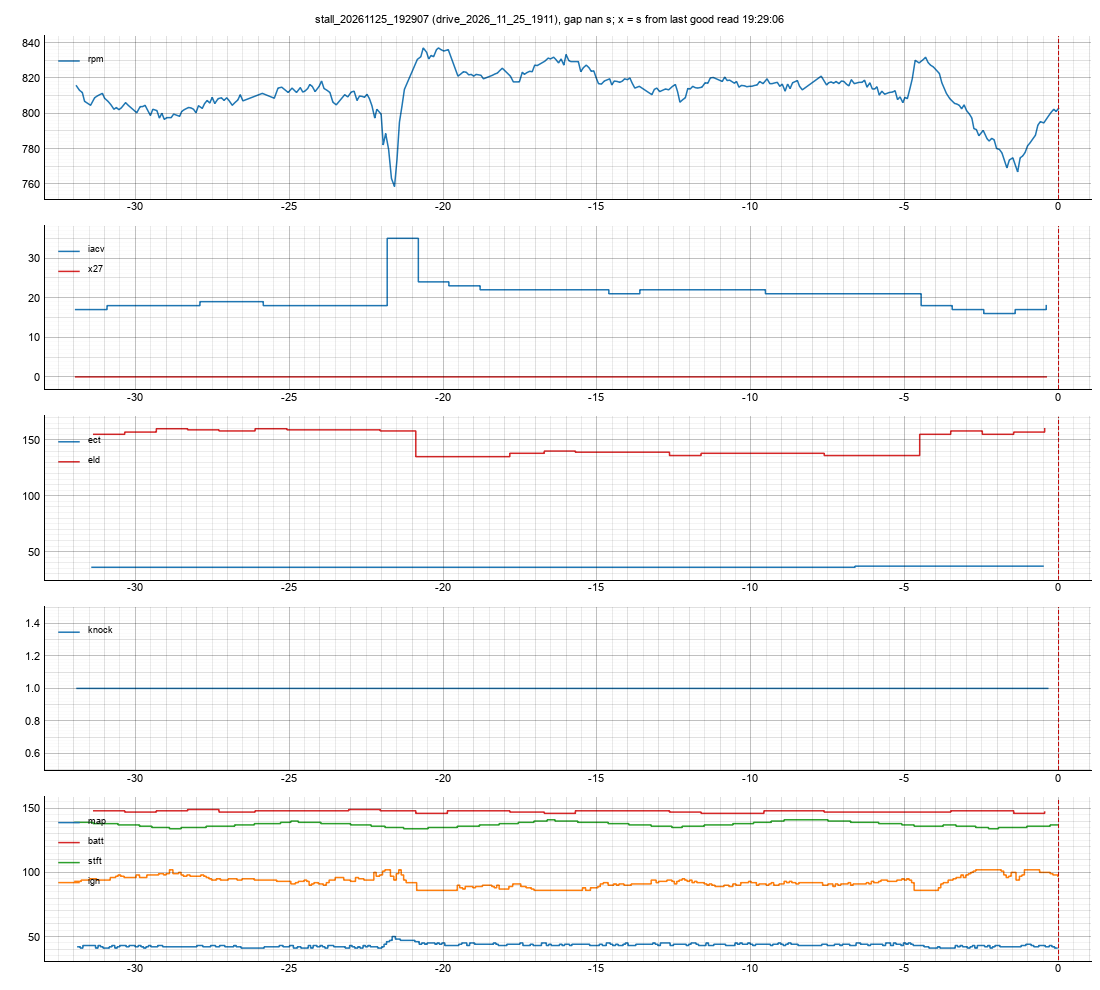 stall_20261125_192907 (drive_2026_11_25_1911), gap nan s; x = s from last good read 19:29:06
840
820
800
780
760
rpm
-30 -25 -20 -15 -10 -5 0
30
20
10
0
iacv
x27
-30 -25 -20 -15 -10 -5 0
150
100
50
ect
eld
-30 -25 -20 -15 -10 -5 0
1.4
1.2
1.0
0.8
0.6
knock
-30 -25 -20 -15 -10 -5 0
150
100
50
map
batt
stft
ign
-30 -25 -20 -15 -10 -5 0